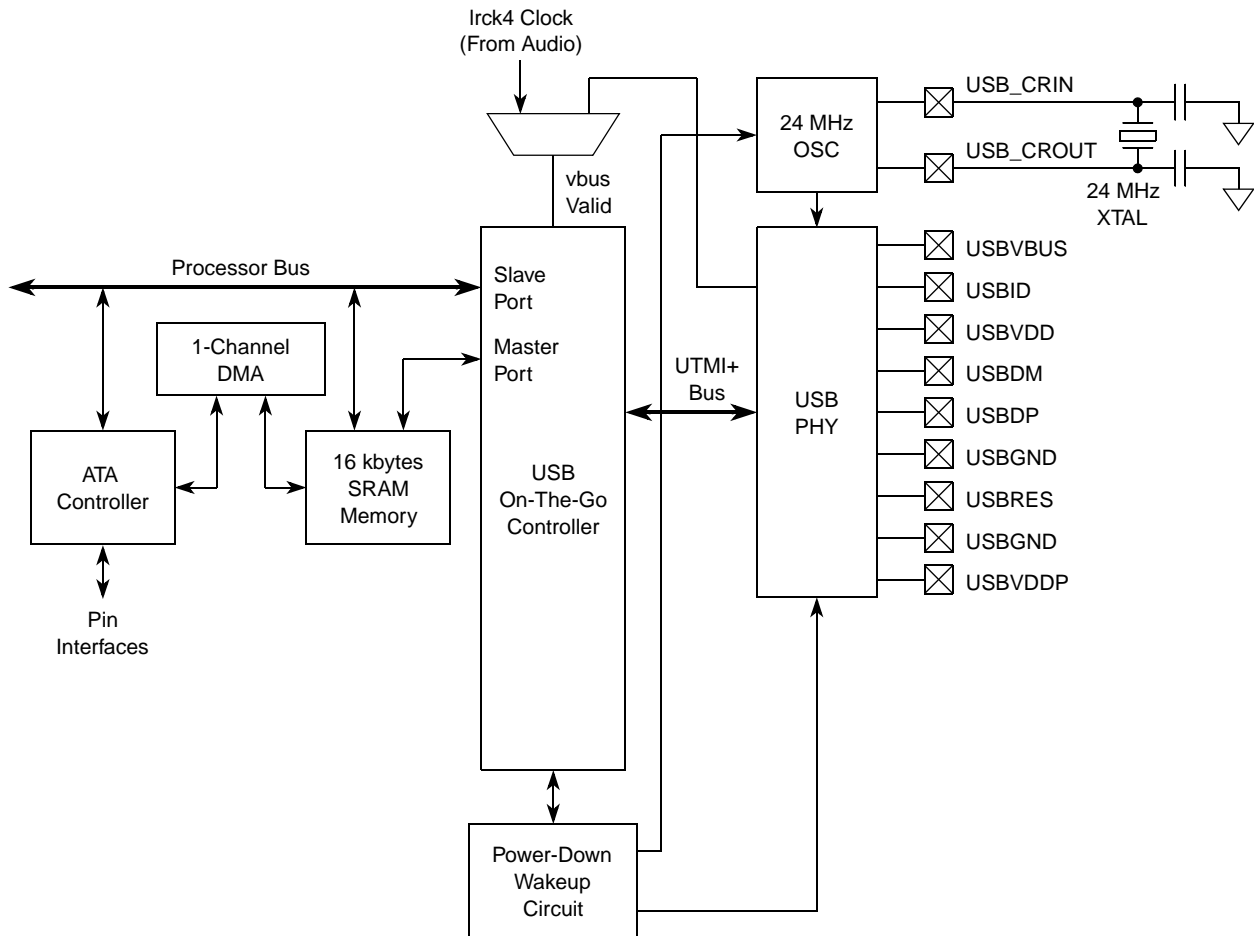 lrck4 Clock
(From Audio)
vbus
Valid
24 MHz
OSC
USB_CRIN
USB_CROUT
24 MHz
XTAL
Processor Bus
Slave
Port
Master
Port
1-Channel
DMA
ATA
Controller
16 kbytes
SRAM
Memory
Pin
Interfaces
USB
On-The-Go
Controller
UTMI+
Bus
USB
PHY
USBVBUS
USBID
USBVDD
USBDM
USBDP
USBGND
USBRES
USBGND
USBVDDP
Power-Down
Wakeup
Circuit